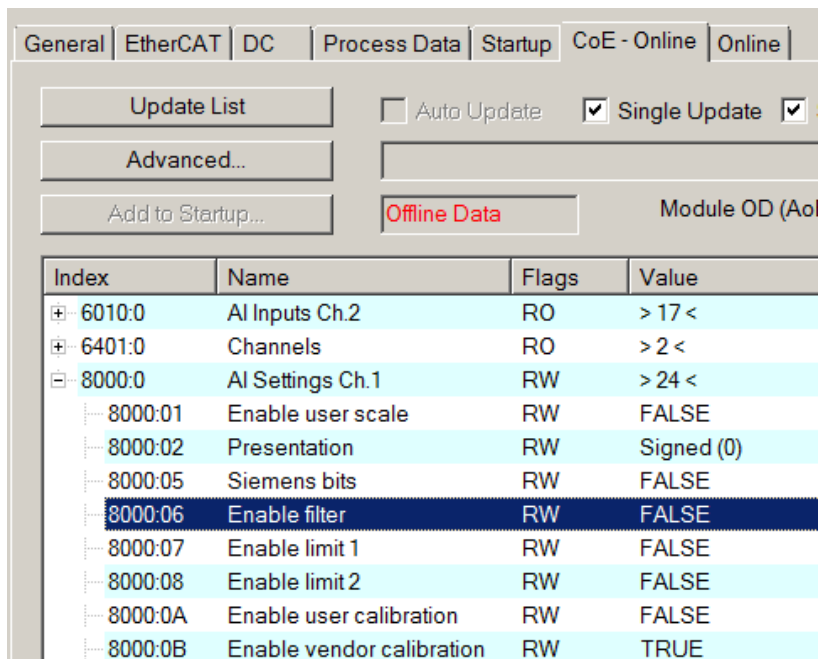 General EtherCAT DC Process Data Startup CoE - Online Online
Update List Auto Update Single Update
Advanced...
Add to Startup... Offline Data Module OD (AoE
Index Name Flags Value
6010:0 AI Inputs Ch.2 RO > 17 <
6401:0 Channels RO > 2 <
8000:0 AI Settings Ch.1 RW > 24 <
8000:01 Enable user scale RW FALSE
8000:02 Presentation RW Signed (0)
8000:05 Siemens bits RW FALSE
8000:06 Enable filter RW FALSE
8000:07 Enable limit 1 RW FALSE
8000:08 Enable limit 2 RW FALSE
8000:0A Enable user calibration RW FALSE
8000:0B Enable vendor calibration RW TRUE